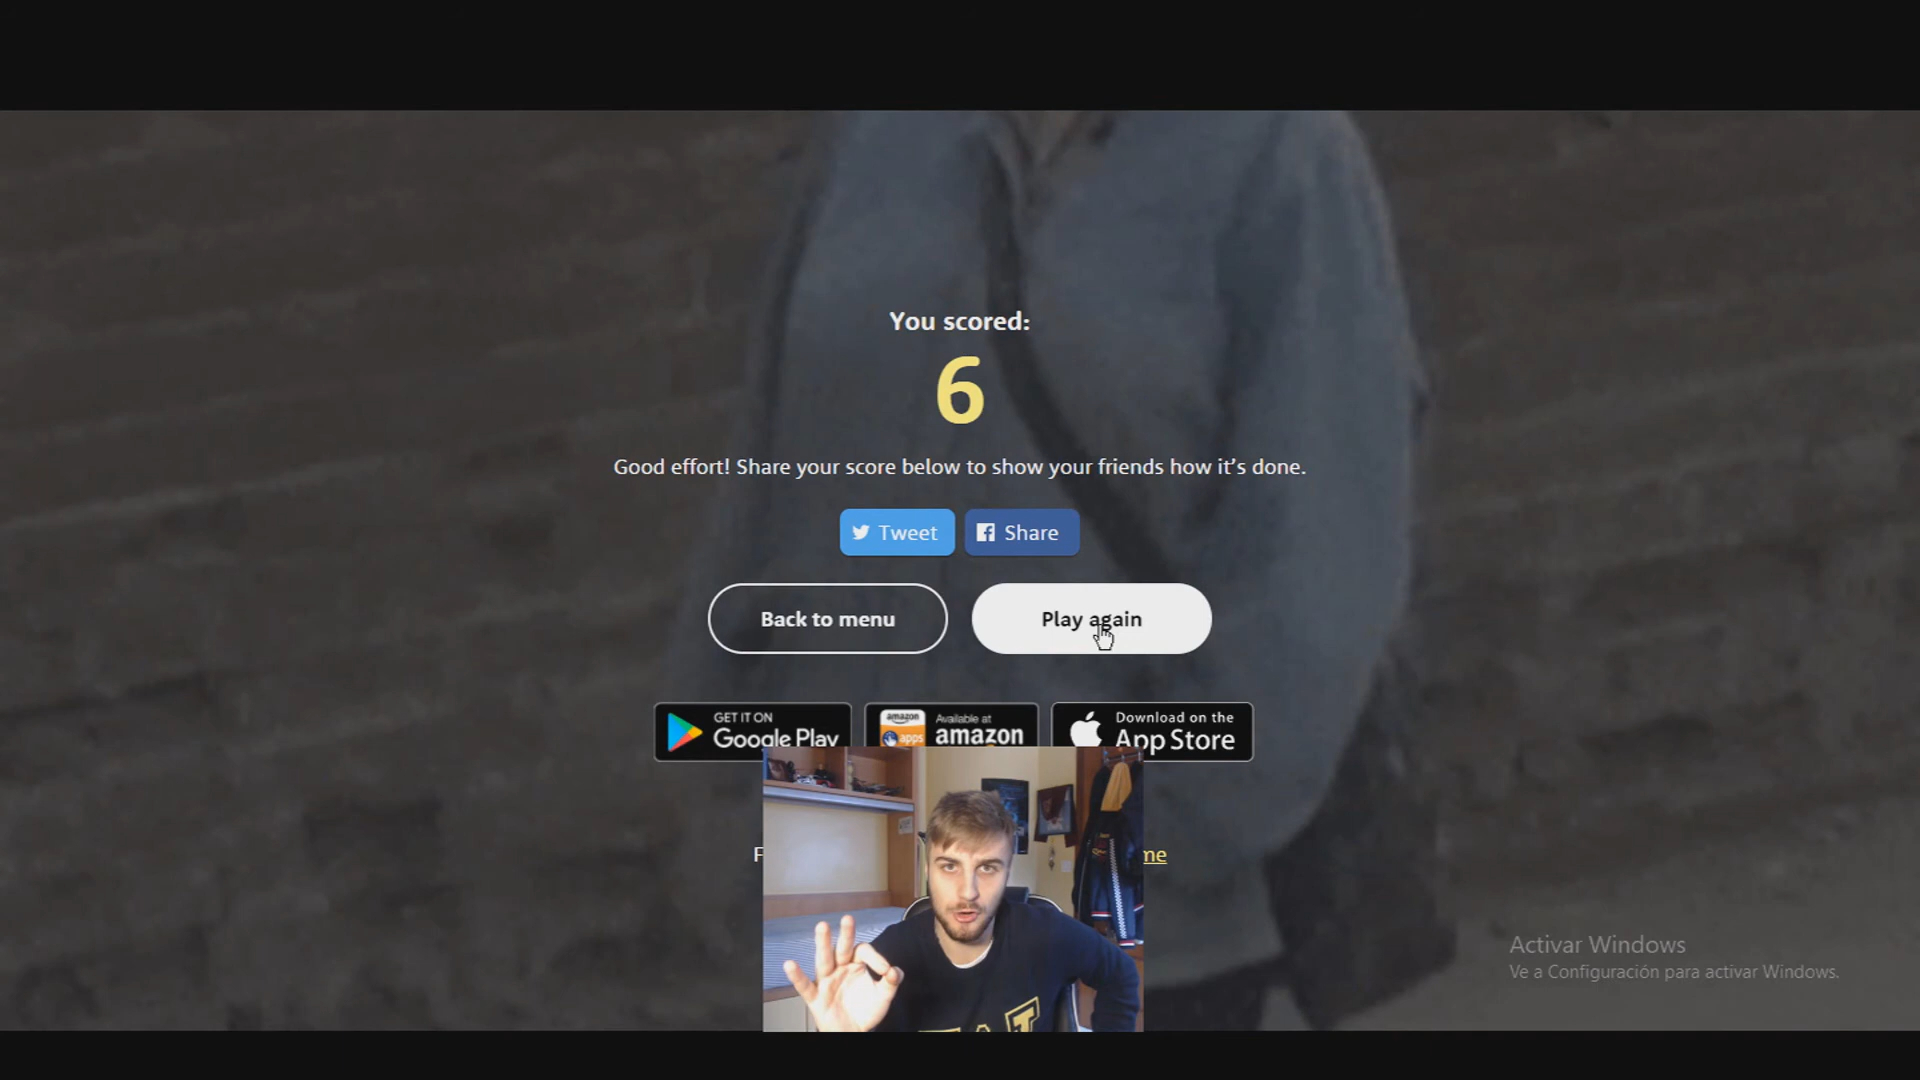 You scored:
6
Good effort! Share your score below to show your friends how it's done.
Tweet
Share
Back to menu
Play again
GET IT ON
Google Play
amazon
apps
Available at
amazon
Download on the
App Store
me
Activar Windows
Ve a Configuración para activar Windows.